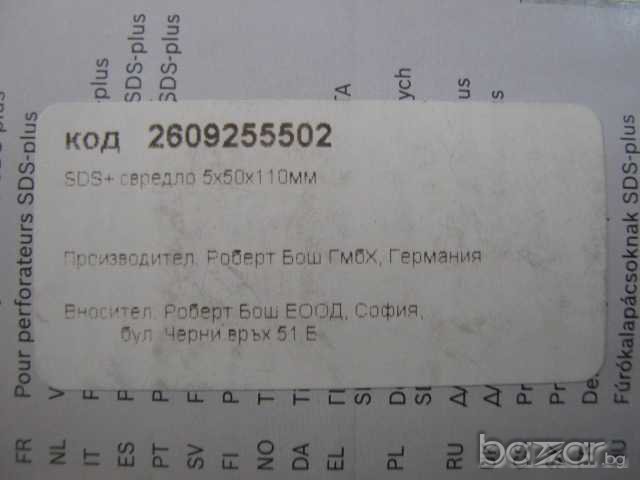 код 2609255502
SDS+ свредло 5x50x110мм
Производител: Роберт Бош ГмбХ, Германия
Вносител: Роберт Бош ЕООД, София,
бул. Черни връх 51 Б
FR Pour perforateurs SDS-plus
NL V
IT F
ES P
PT P
SV F
FI P
NO T
DA Ti
EL ΓΙ
PL D
RU
SDS-plus
SDS-plus
Fúrókalapácsoknak SDS-plus
bazar.bg